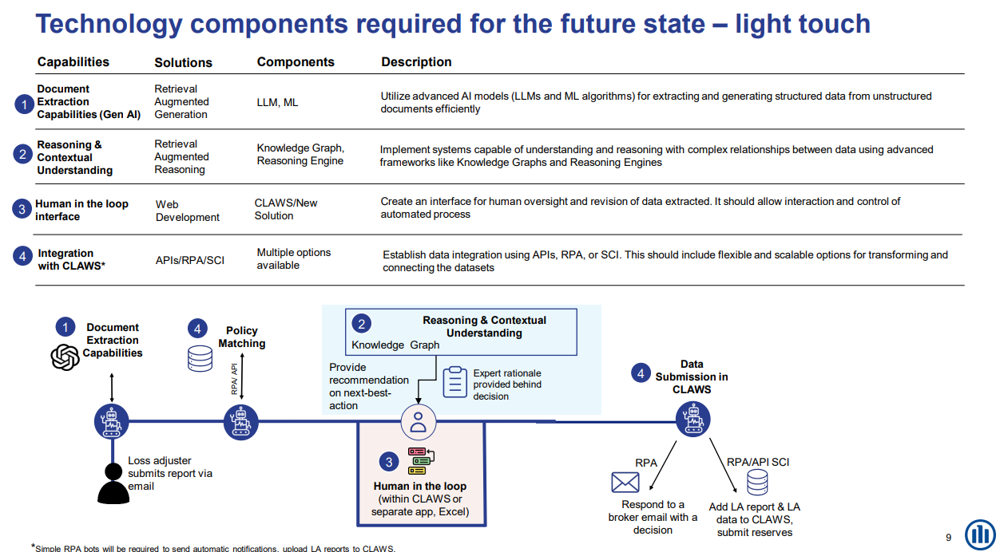 Technology components required for the future state – light touch
Capabilities Solutions Components Description
1
Document
Extraction
Capabilities (Gen AI)
Retrieval
Augmented
Generation
LLM, ML
Utilize advanced AI models (LLMs and ML algorithms) for extracting and generating structured data from unstructured
documents efficiently
2
Reasoning &
Contextual
Understanding
Retrieval
Augmented
Reasoning
Knowledge Graph,
Reasoning Engine
Implement systems capable of understanding and reasoning with complex relationships between data using advanced
frameworks like Knowledge Graphs and Reasoning Engines
3
Human in the loop
interface
Web
Development
CLAWS/New
Solution
Create an interface for human oversight and revision of data extracted. It should allow interaction and control of
automated process
4
Integration
with CLAWS*
APIs/RPA/SCI
Multiple options
available
Establish data integration using APIs, RPA, or SCI. This should include flexible and scalable options for transforming and
connecting the datasets
1
Document
Extraction
Capabilities
Loss adjuster
submits report via
email
4
Policy
Matching
RPA/ API
2
Reasoning & Contextual
Understanding
Knowledge Graph
Provide
recommendation
on next-best-
action
Expert rationale
provided behind
decision
3
Human in the loop
(within CLAWS or
separate app, Excel)
4
Data
Submission in
CLAWS
RPA
Respond to a
broker email with a
decision
RPA/API SCI
Add LA report & LA
data to CLAWS,
submit reserves
*Simple RPA bots will be required to send automatic notifications, upload LA reports to CLAWS.
9